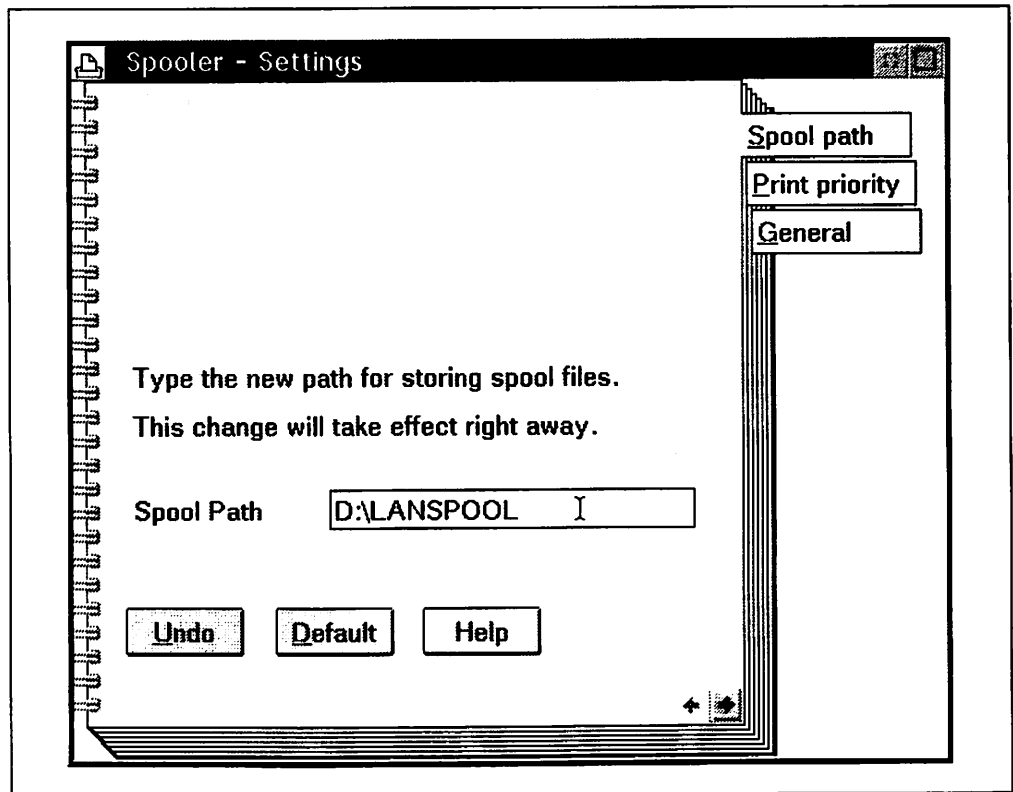 Spooler - Settings
Spool path
Print priority
General
Type the new path for storing spool files.
This change will take effect right away.
Spool Path D:\LANSPOOL
Undo Default Help